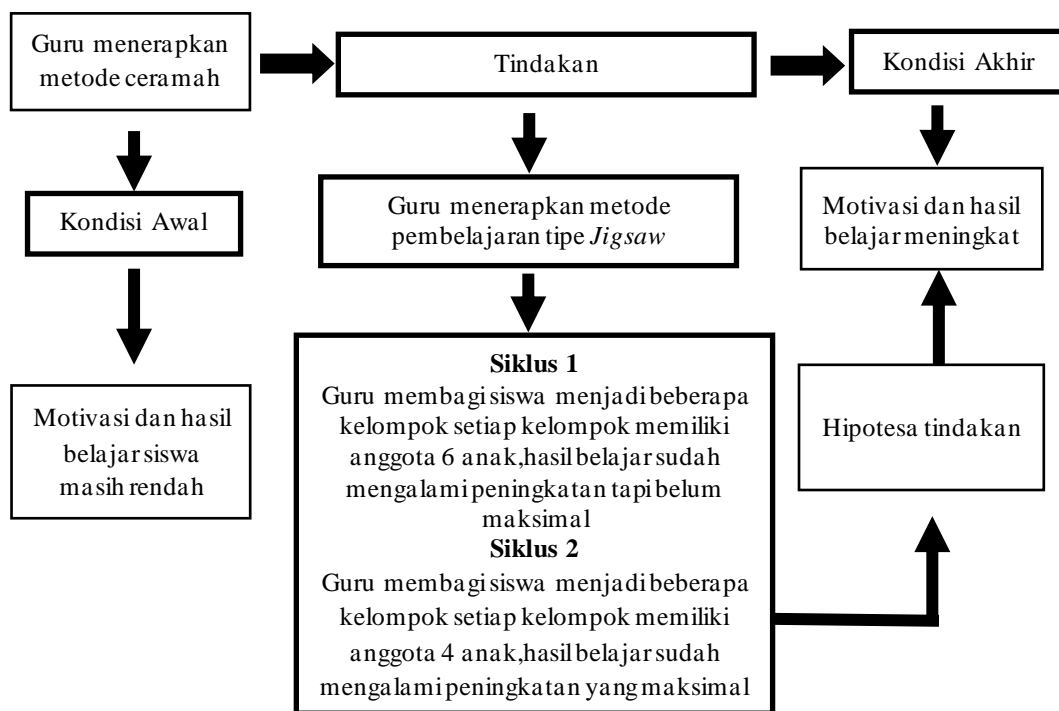 Guru menerapkan
metode ceramah
Tindakan
Kondisi Akhir
Kondisi Awal
Guru menerapkan metode
pembelajaran tipe Jigsaw
Motivasi dan hasil
belajar meningkat
Motivasi dan hasil
belajar siswa
masih rendah
Siklus 1
Guru membagi siswa menjadi beberapa
kelompok setiap kelompok memiliki
anggota 6 anak,hasil belajar sudah
mengalami peningkatan tapi belum
maksimal
Siklus 2
Guru membagi siswa menjadi beberapa
kelompok setiap kelompok memiliki
anggota 4 anak,hasil belajar sudah
mengalami peningkatan yang maksimal
Hipotesa tindakan